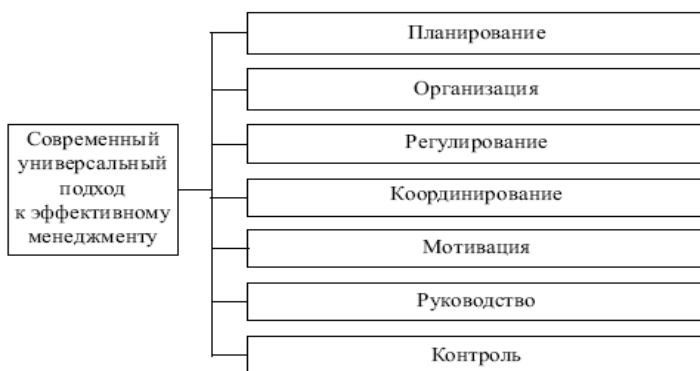 Современный
универсальный
подход
к эффективному
менеджменту
Планирование
Организация
Регулирование
Координирование
Мотивация
Руководство
Контроль